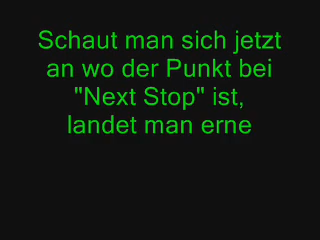 Schaut man sich jetzt
an wo der Punkt bei
"Next Stop" ist,
landet man erne